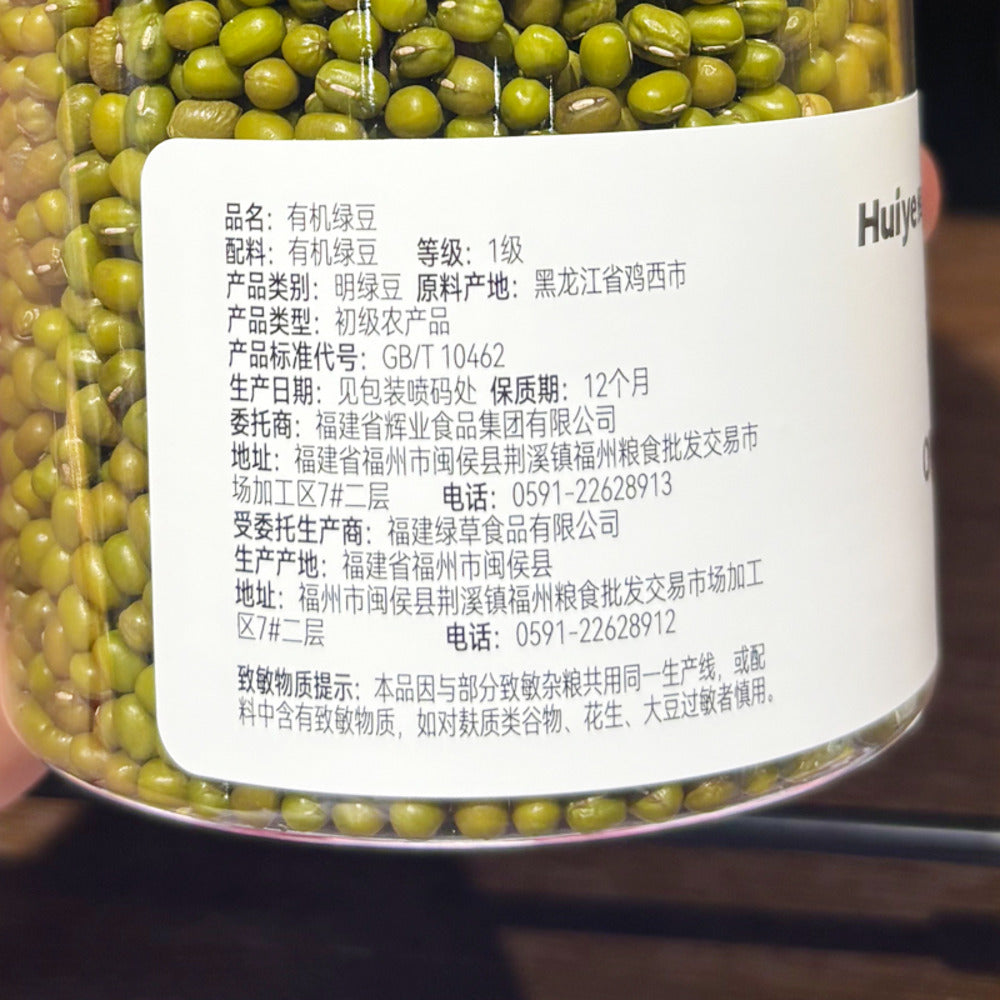 品名：有机绿豆
配料：有机绿豆 等级：1级
产品类别：明绿豆 原料产地：黑龙江省鸡西市
产品类型：初级农产品
产品标准代号：GB/T 10462
生产日期：见包装喷码处 保质期：12个月
委托商：福建省辉业食品集团有限公司
地址：福建省福州市闽侯县荆溪镇福州粮食批发交易市
场加工区7#二层 电话：0591-22628913
受委托生产商：福建绿草食品有限公司
生产产地：福建省福州市闽侯县
地址：福州市闽侯县荆溪镇福州粮食批发交易市场加工
区7#二层 电话：0591-22628912
致敏物质提示：本品因与部分致敏杂粮共用同一生产线，或配
料中含有致敏物质，如对麸质类谷物、花生、大豆过敏者慎用。
Huiye